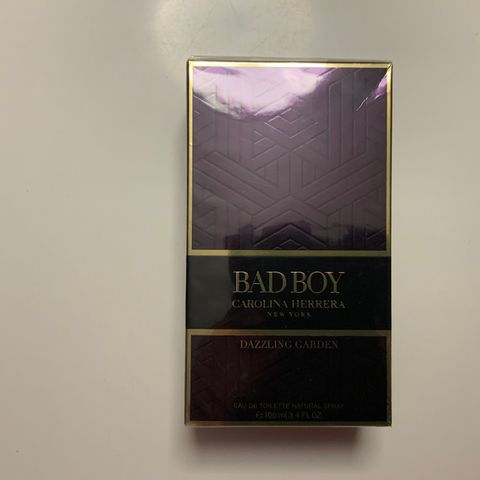 BAD BOY
CAROLINA HERRERA
NEW YORK
DAZZLING GARDEN
EAU DE TOILETTE NATURAL SPRAY
℮ 100 ml 3.4 FL.OZ.